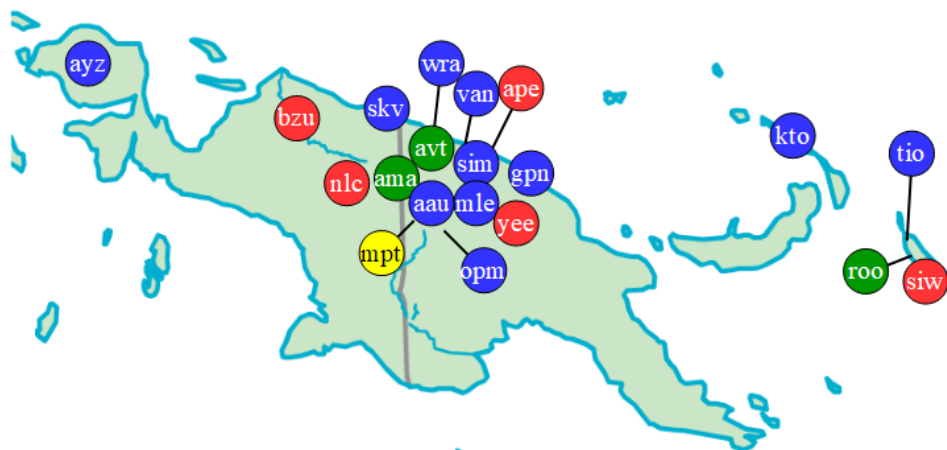 ayz
wra
van
ape
bzu
skv
avt
sim
gpn
kto
tio
nlc
ama
aau
mle
yee
mpt
opm
roo
siw